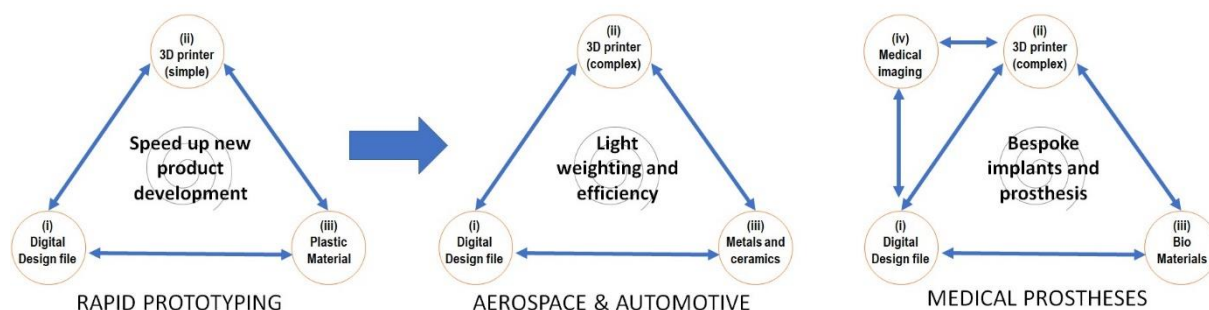 (ii)
3D printer
(simple)
Speed up new
product
development
(i)
Digital
Design file
(iii)
Plastic
Material
RAPID PROTOTYPING
(ii)
3D printer
(complex)
Light
weighting and
efficiency
(i)
Digital
Design file
(iii)
Metals and
ceramics
AEROSPACE & AUTOMOTIVE
(iv)
Medical
imaging
(ii)
3D printer
(complex)
Bespoke
implants and
prosthesis
(i)
Digital
Design file
(iii)
Bio
Materials
MEDICAL PROSTHESES